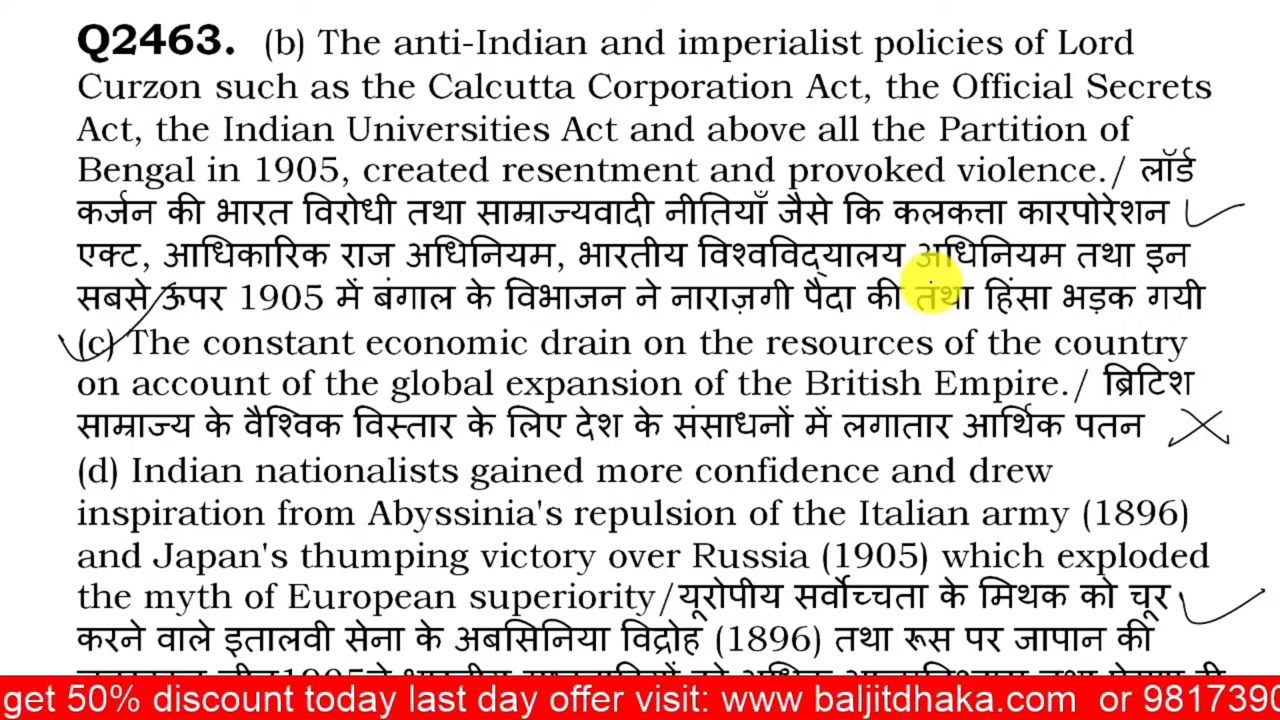 Q2463. (b) The anti-Indian and imperialist policies of Lord
Curzon such as the Calcutta Corporation Act, the Official Secrets
Act, the Indian Universities Act and above all the Partition of
Bengal in 1905, created resentment and provoked violence./ लॉर्ड
कर्जन की भारत विरोधी तथा साम्राज्यवादी नीतियाँ जैसे कि कलकत्ता कारपोरेशन
एक्ट, आधिकारिक राज अधिनियम, भारतीय विश्वविद्यालय अधिनियम तथा इन
सबसे ऊपर 1905 में बंगाल के विभाजन ने नाराज़गी पैदा की तथा हिंसा भड़क गयी
(c) The constant economic drain on the resources of the country
on account of the global expansion of the British Empire./ ब्रिटिश
साम्राज्य के वैश्विक विस्तार के लिए देश के संसाधनों में लगातार आर्थिक पतन
(d) Indian nationalists gained more confidence and drew
inspiration from Abyssinia's repulsion of the Italian army (1896)
and Japan's thumping victory over Russia (1905) which exploded
the myth of European superiority/यूरोपीय सर्वोच्चता के मिथक को चूर
करने वाले इतालवी सेना के अबसिनिया विद्रोह (1896) तथा रूस पर जापान की
get 50% discount today last day offer visit: www baljitdhaka.com or 9817390